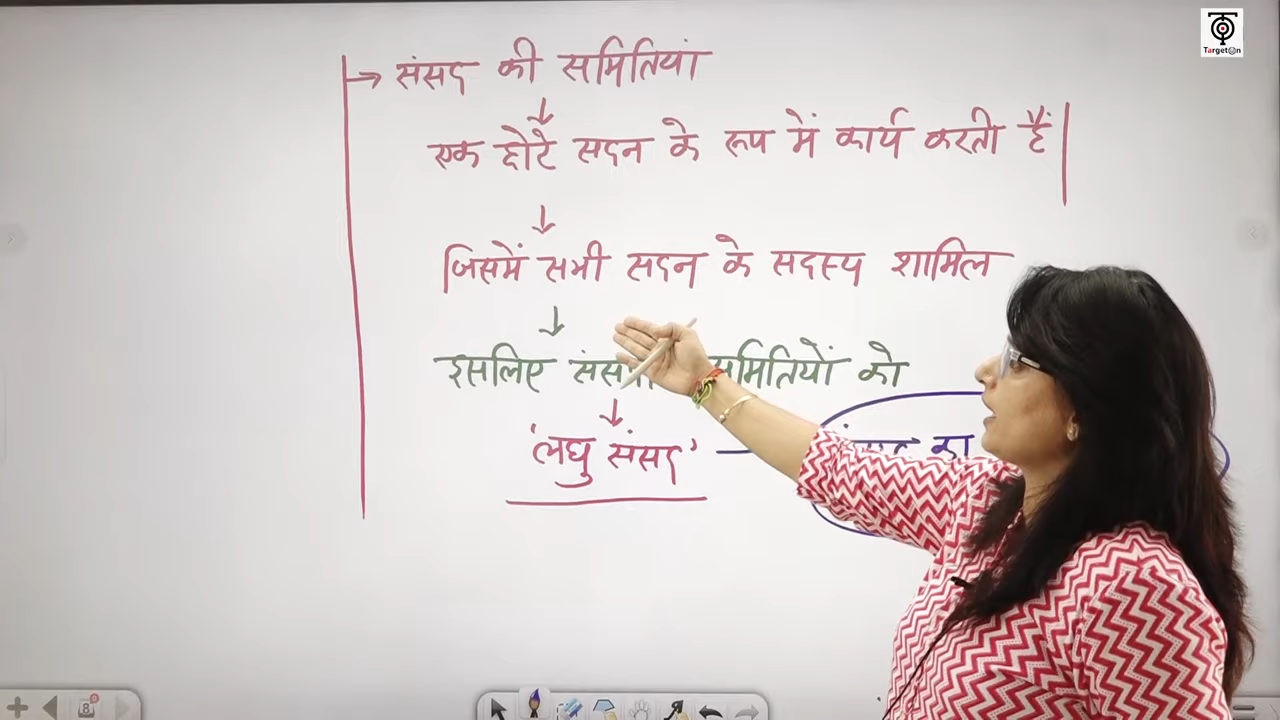 TargetOn
→ संसद की समितियां
↓
एक छोटे सदन के रूप में कार्य करती हैं
↓
जिसमें सभी सदन के सदस्य शामिल
↓
इसलिए समितियों को
↓
'लघु संसद' का
8